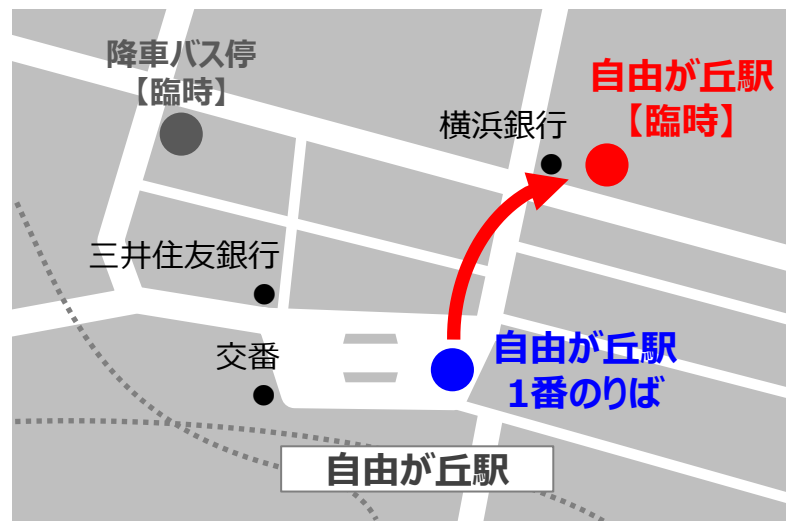 降車バス停
【臨時】
自由が丘駅
【臨時】
横浜銀行
三井住友銀行
交番
自由が丘駅
1番のりば
自由が丘駅